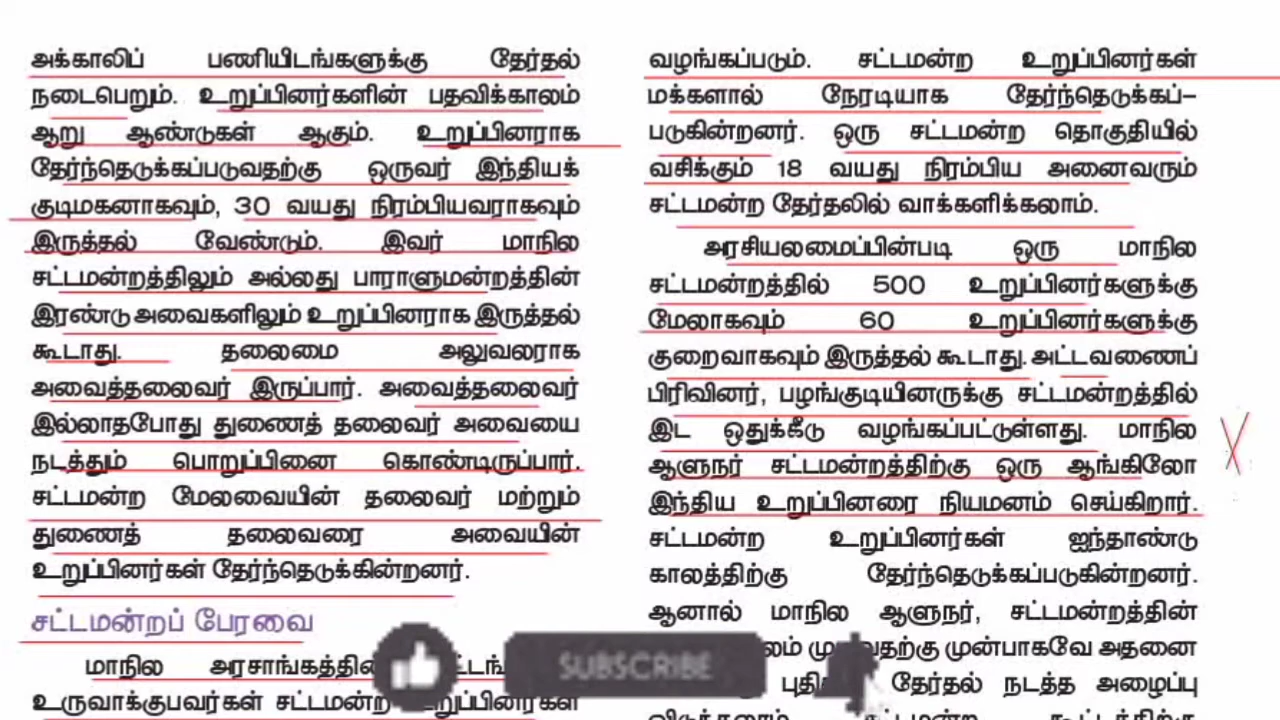 அக்காலிப் பணியிடங்களுக்கு தேர்தல்
நடைபெறும். உறுப்பினர்களின் பதவிக்காலம்
ஆறு ஆண்டுகள் ஆகும். உறுப்பினராக
தேர்ந்தெடுக்கப்படுவதற்கு ஒருவர் இந்தியக்
குடிமகனாகவும், 30 வயது நிரம்பியவராகவும்
இருத்தல் வேண்டும். இவர் மாநில
சட்டமன்றத்திலும் அல்லது பாராளுமன்றத்தின்
இரண்டு அவைகளிலும் உறுப்பினராக இருத்தல்
கூடாது. தலைமை அலுவலராக
அவைத்தலைவர் இருப்பார். அவைத்தலைவர்
இல்லாதபோது துணைத் தலைவர் அவையை
நடத்தும் பொறுப்பினை கொண்டிருப்பார்.
சட்டமன்ற மேலவையின் தலைவர் மற்றும்
துணைத் தலைவரை அவையின்
உறுப்பினர்கள் தேர்ந்தெடுக்கின்றனர்.
சட்டமன்றப் பேரவை
மாநில
உருவாக்குபவர்கள் சட்டமன்ற உறுப்பினர்கள்
வழங்கப்படும். சட்டமன்ற உறுப்பினர்கள்
மக்களால் நேரடியாக தேர்ந்தெடுக்கப்-
படுகின்றனர். ஒரு சட்டமன்ற தொகுதியில்
வசிக்கும் 18 வயது நிரம்பிய அனைவரும்
சட்டமன்ற தேர்தலில் வாக்களிக்கலாம்.
அரசியலமைப்பின்படி ஒரு மாநில
சட்டமன்றத்தில் 500 உறுப்பினர்களுக்கு
மேலாகவும் 60 உறுப்பினர்களுக்கு
குறைவாகவும் இருத்தல் கூடாது. அட்டவணைப்
பிரிவினர், பழங்குடியினருக்கு சட்டமன்றத்தில்
இட ஒதுக்கீடு வழங்கப்பட்டுள்ளது. மாநில
ஆளுநர் சட்டமன்றத்திற்கு ஒரு ஆங்கிலோ
இந்திய உறுப்பினரை நியமனம் செய்கிறார்.
சட்டமன்ற உறுப்பினர்கள் ஐந்தாண்டு
காலத்திற்கு தேர்ந்தெடுக்கப்படுகின்றனர்.
ஆனால் மாநில ஆளுநர், சட்டமன்றத்தின்
முன்பாகவே அதனை
தேர்தல் நடத்த அழைப்பு
SUBSCRIBE